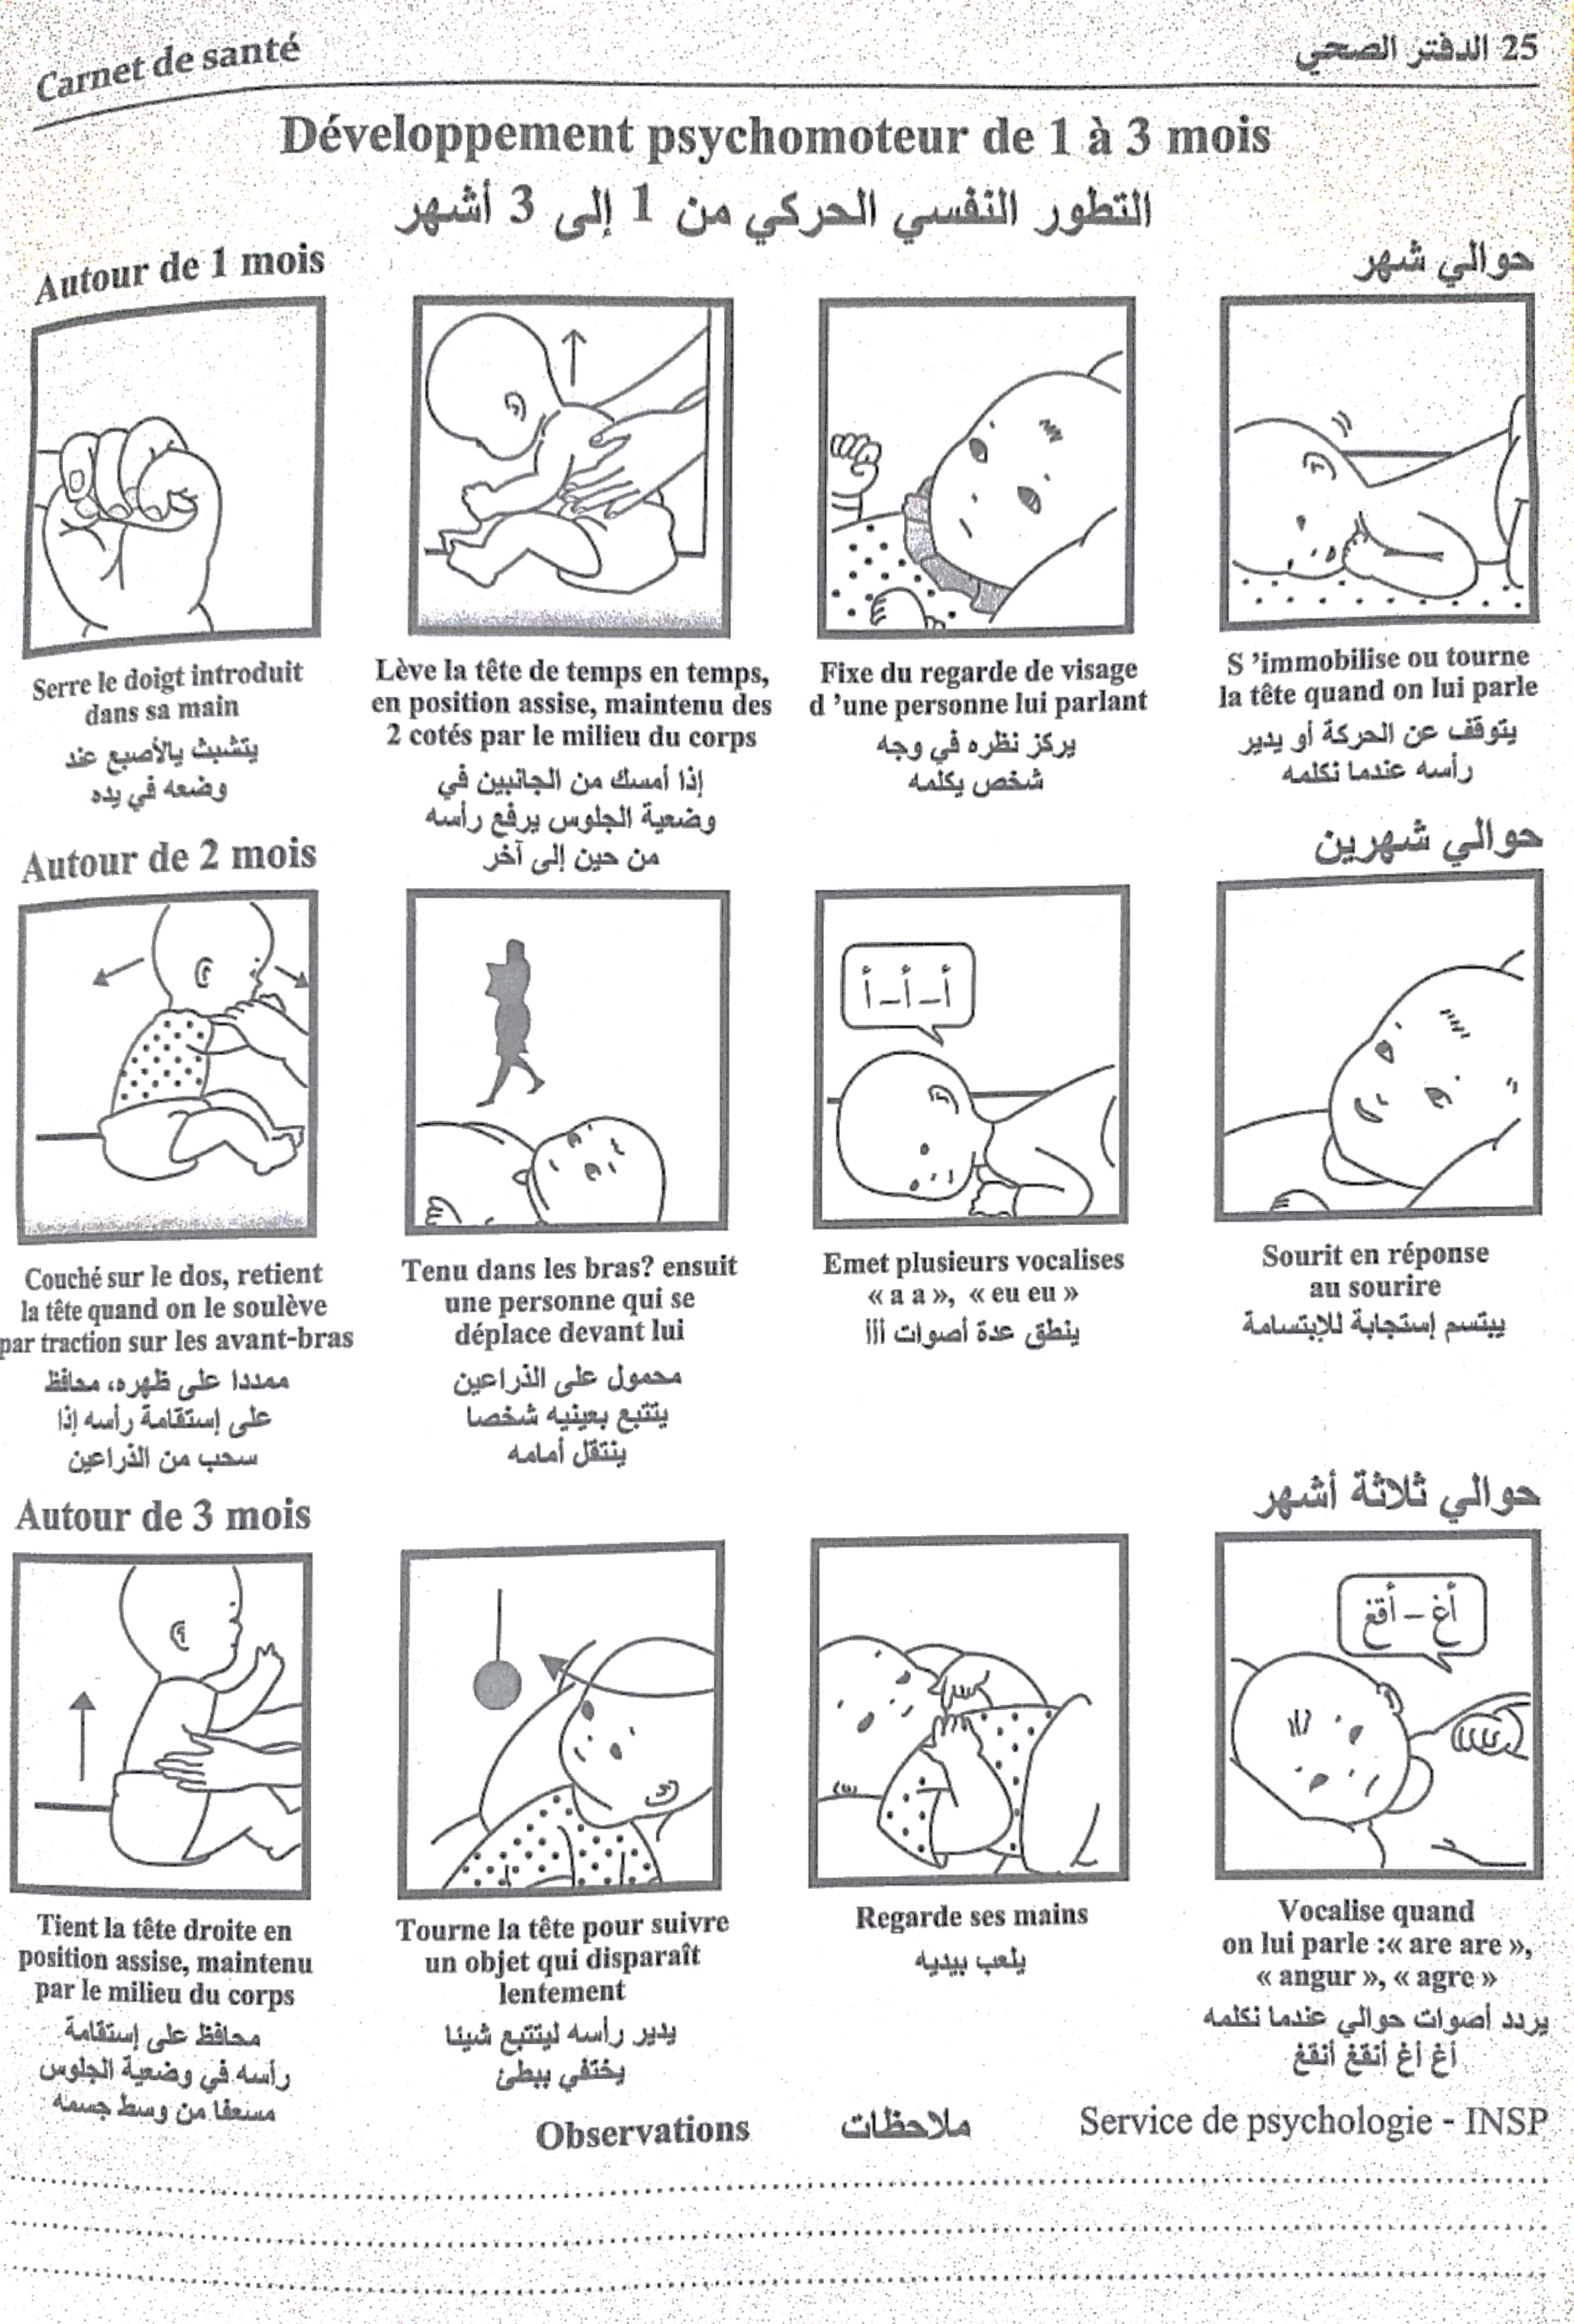 Carnet de santé
25 الدفتر الصحي
Développement psychomoteur de 1 à 3 mois
التطور النفسي الحركي من 1 إلى 3 أشهر
Autour de 1 mois
حوالي شهر
Serre le doigt introduit
dans sa main
يتشبث بالأصبع عند
وضعه في يده
Lève la tête de temps en temps,
en position assise, maintenu des
2 cotés par le milieu du corps
إذا أمسك من الجانبين في
وضعية الجلوس يرفع رأسه
من حين إلى آخر
Fixe du regarde de visage
d ’une personne lui parlant
يركز نظره في وجه
شخص يكلمه
S ’immobilise ou tourne
la tête quand on lui parle
يتوقف عن الحركة أو يدير
رأسه عندما نكلمه
Autour de 2 mois
حوالي شهرين
أ – أ – أ
Couché sur le dos, retient
la tête quand on le soulève
par traction sur les avant-bras
ممددا على ظهره، محافظ
على إستقامة رأسه إذا
سحب من الذراعين
Tenu dans les bras? ensuit
une personne qui se
déplace devant lui
محمول على الذراعين
يتتبع بعينيه شخصا
ينتقل أمامه
Emet plusieurs vocalises
« a a », « eu eu »
ينطق عدة أصوات أأأ
Sourit en réponse
au sourire
يبتسم إستجابة للإبتسامة
Autour de 3 mois
حوالي ثلاثة أشهر
أغ – أقغ
Tient la tête droite en
position assise, maintenu
par le milieu du corps
محافظ على إستقامة
رأسه في وضعية الجلوس
مسعفا من وسط جسمه
Tourne la tête pour suivre
un objet qui disparaît
lentement
يدير رأسه ليتتبع شيئا
يختفي ببطئ
Regarde ses mains
يلعب بيديه
Vocalise quand
on lui parle :« are are »,
« angur », « agre »
يردد أصوات حوالي عندما نكلمه
أغ أغ أنقغ أنقغ
Observations
ملاحظات
Service de psychologie - INSP